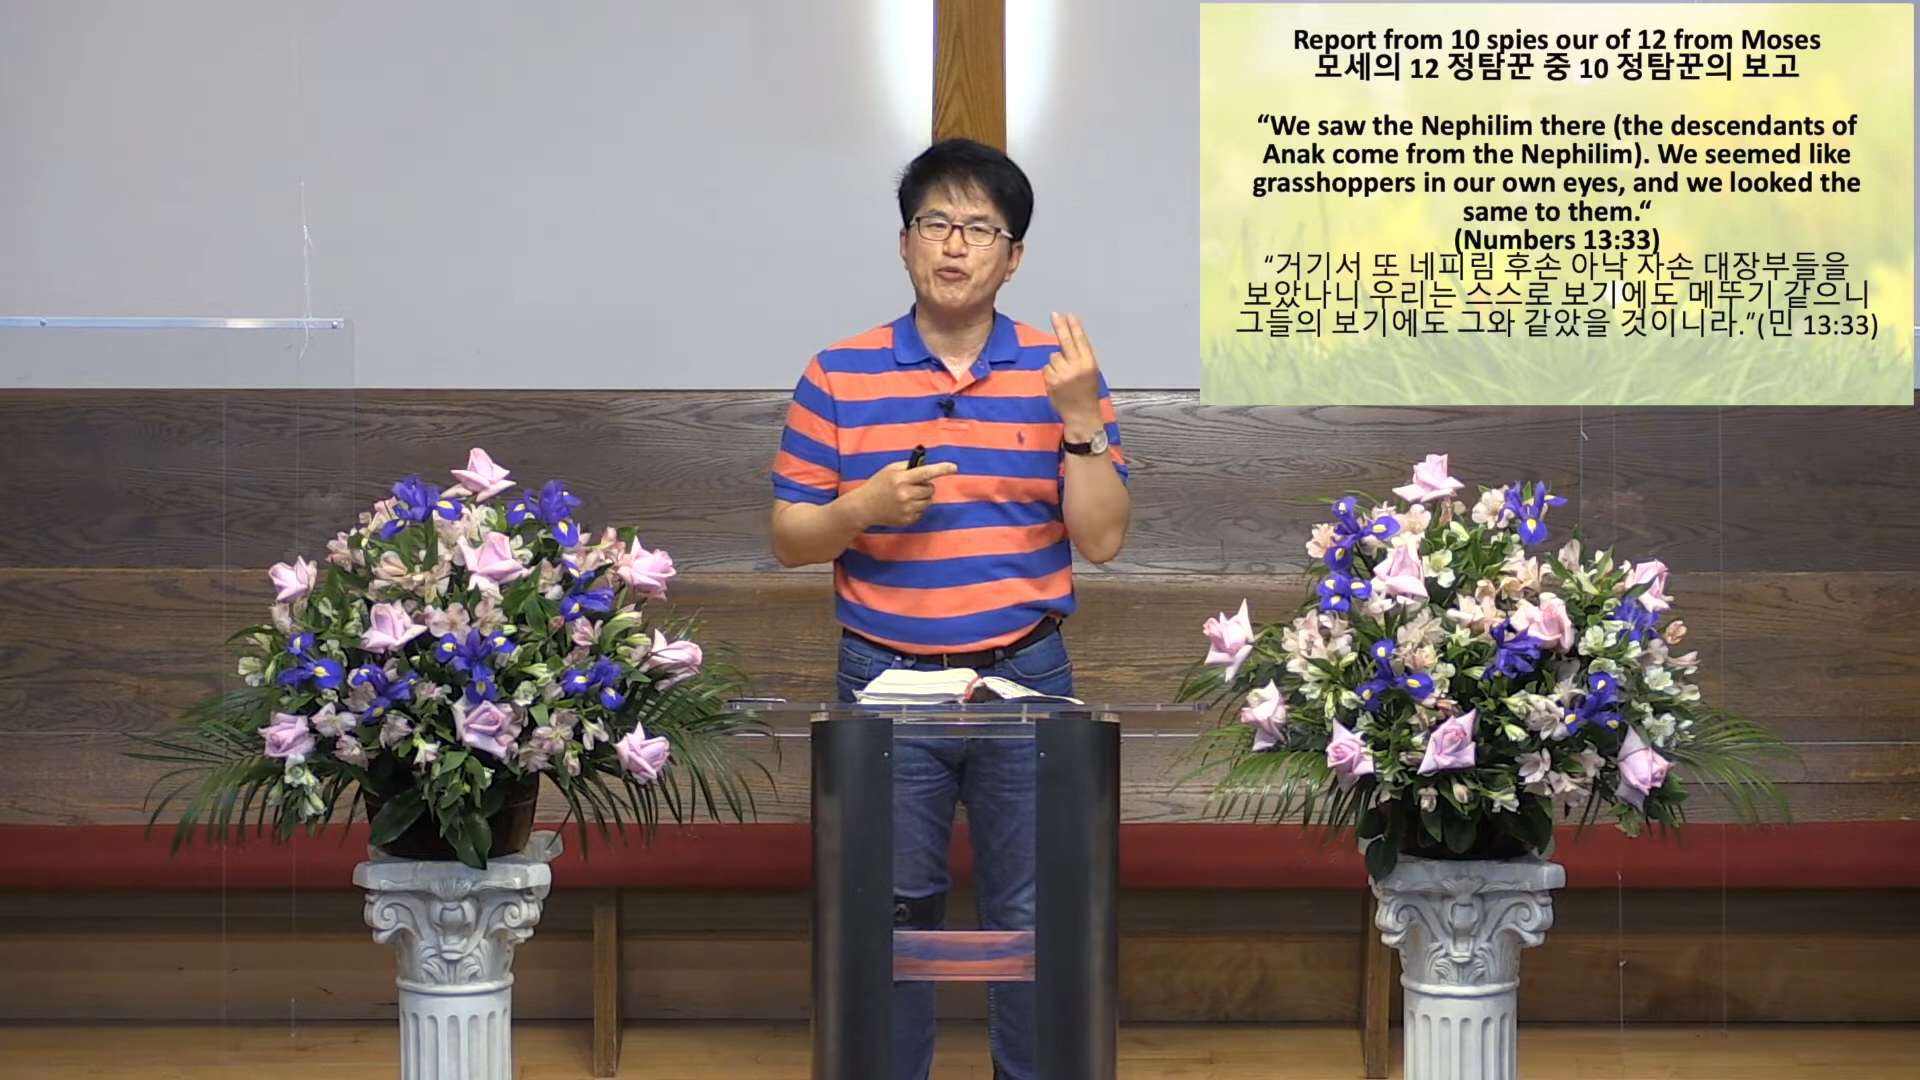 Report from 10 spies our of 12 from Moses
모세의 12 정탐꾼 중 10 정탐꾼의 보고
“We saw the Nephilim there (the descendants of
Anak come from the Nephilim). We seemed like
grasshoppers in our own eyes, and we looked the
same to them.“
(Numbers 13:33)
“거기서 또 네피림 후손 아낙 자손 대장부들을
보았나니 우리는 스스로 보기에도 메뚜기 같으니
그들의 보기에도 그와 같았을 것이니라.”(민 13:33)